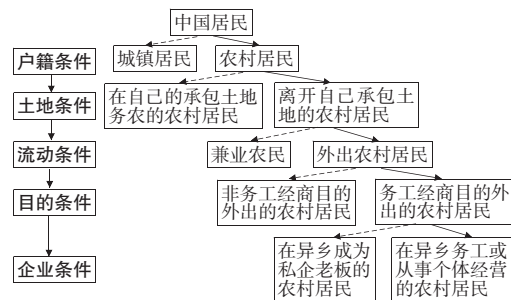 中国居民
户籍条件
城镇居民
农村居民
土地条件
在自己的承包土地
务农的农村居民
离开自己承包土
地的农村居民
流动条件
兼业农民
外出农村居民
目的条件
非务工经商目的
外出的农村居民
务工经商目的外
出的农村居民
企业条件
在异乡成为
私企老板的
农村居民
在异乡务工或
从事个体经营
的农村居民